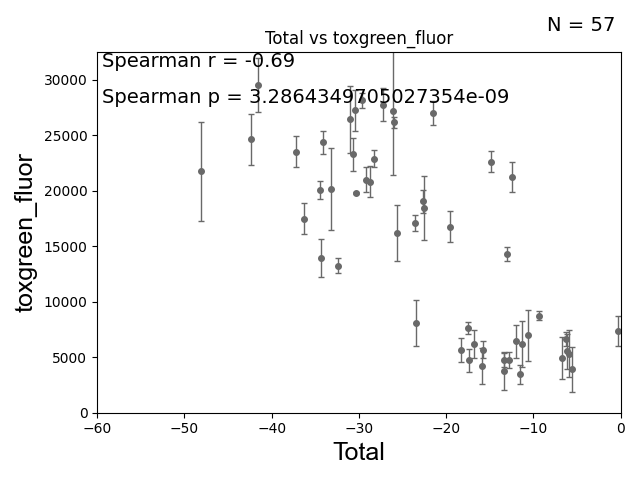 N = 57
Total vs toxgreen_fluor
Spearman r = -0.69
Spearman p = 3.2864349705027354e-09
toxgreen_fluor
30000
25000
20000
15000
10000
5000
0
−60
−50
−40
−30
−20
−10
0
Total